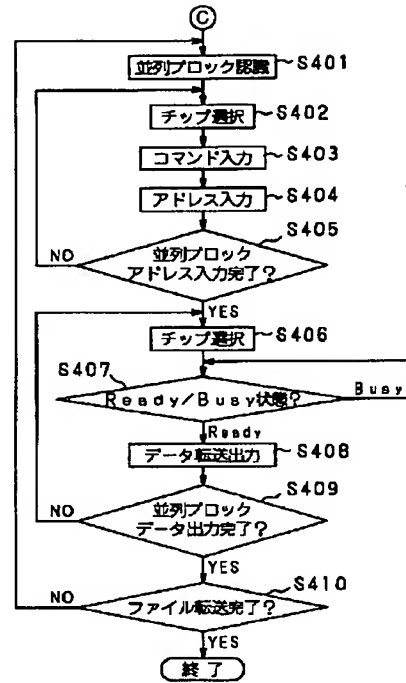 C
並列ブロック認識 S401
チップ選択 S402
コマンド入力 S403
アドレス入力 S404
S405
並列ブロック
アドレス入力完了?
NO
YES
チップ選択 S406
S407
Ready/Busy状態?
Busy
Ready
データ転送出力 S408
S409
並列ブロック
データ出力完了?
NO
YES
S410
ファイル転送完了?
NO
YES
終了